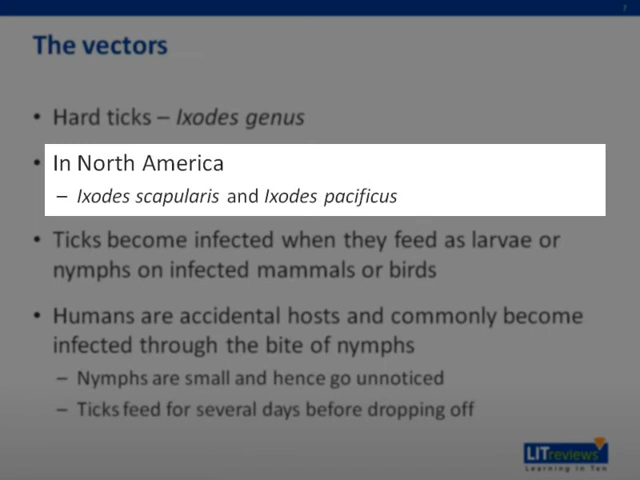 7
The vectors
• Hard ticks – Ixodes genus
• In North America
– Ixodes scapularis and Ixodes pacificus
• Ticks become infected when they feed as larvae or
nymphs on infected mammals or birds
• Humans are accidental hosts and commonly become
infected through the bite of nymphs
– Nymphs are small and hence go unnoticed
– Ticks feed for several days before dropping off
LITreviews
Learning in Ten